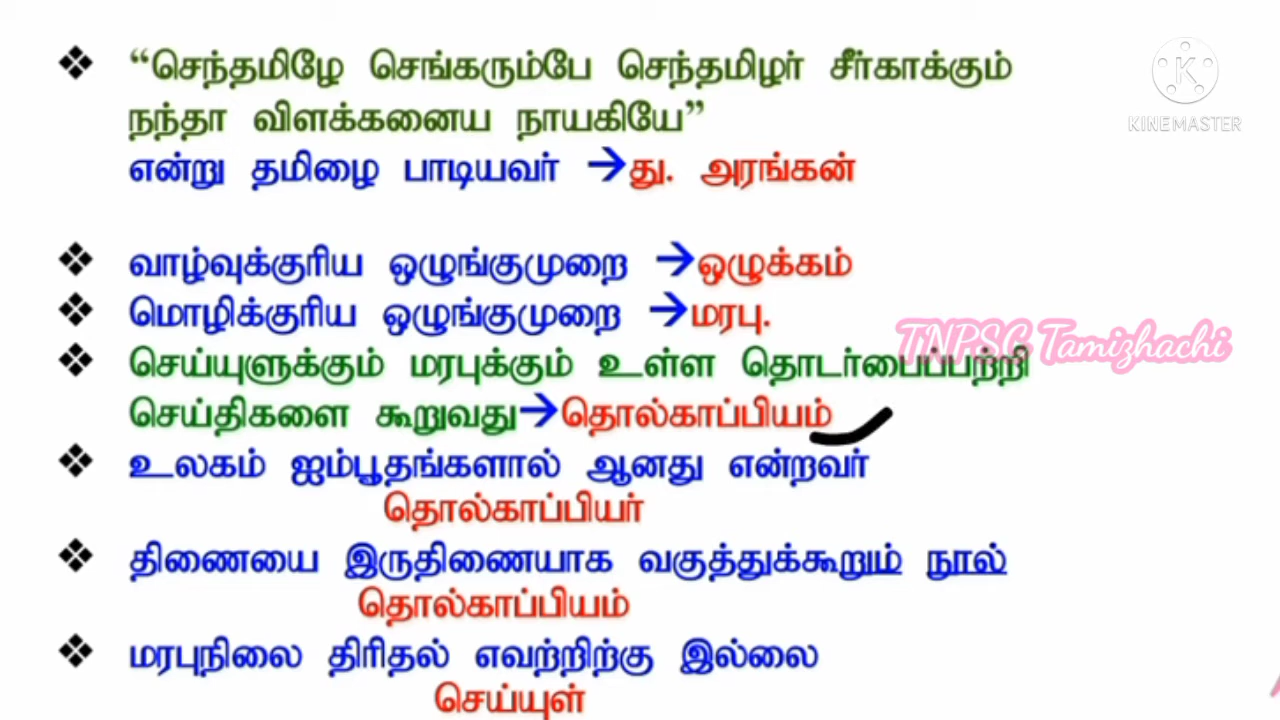 ❖ “செந்தமிழே செங்கரும்பே செந்தமிழர் சீர்காக்கும்
நந்தா விளக்கனைய நாயகியே”
என்று தமிழை பாடியவர் →து. அரங்கன்
❖ வாழ்வுக்குரிய ஒழுங்குமுறை →ஒழுக்கம்
❖ மொழிக்குரிய ஒழுங்குமுறை →மரபு.
❖ செய்யுளுக்கும் மரபுக்கும் உள்ள தொடர்பைப்பற்றி
செய்திகளை கூறுவது→தொல்காப்பியம்
❖ உலகம் ஐம்பூதங்களால் ஆனது என்றவர்
தொல்காப்பியர்
❖ திணையை இருதிணையாக வகுத்துக்கூறும் நூல்
தொல்காப்பியம்
❖ மரபுநிலை திரிதல் எவற்றிற்கு இல்லை
செய்யுள்
K
KINEMASTER
TNPSC Tamizhachi